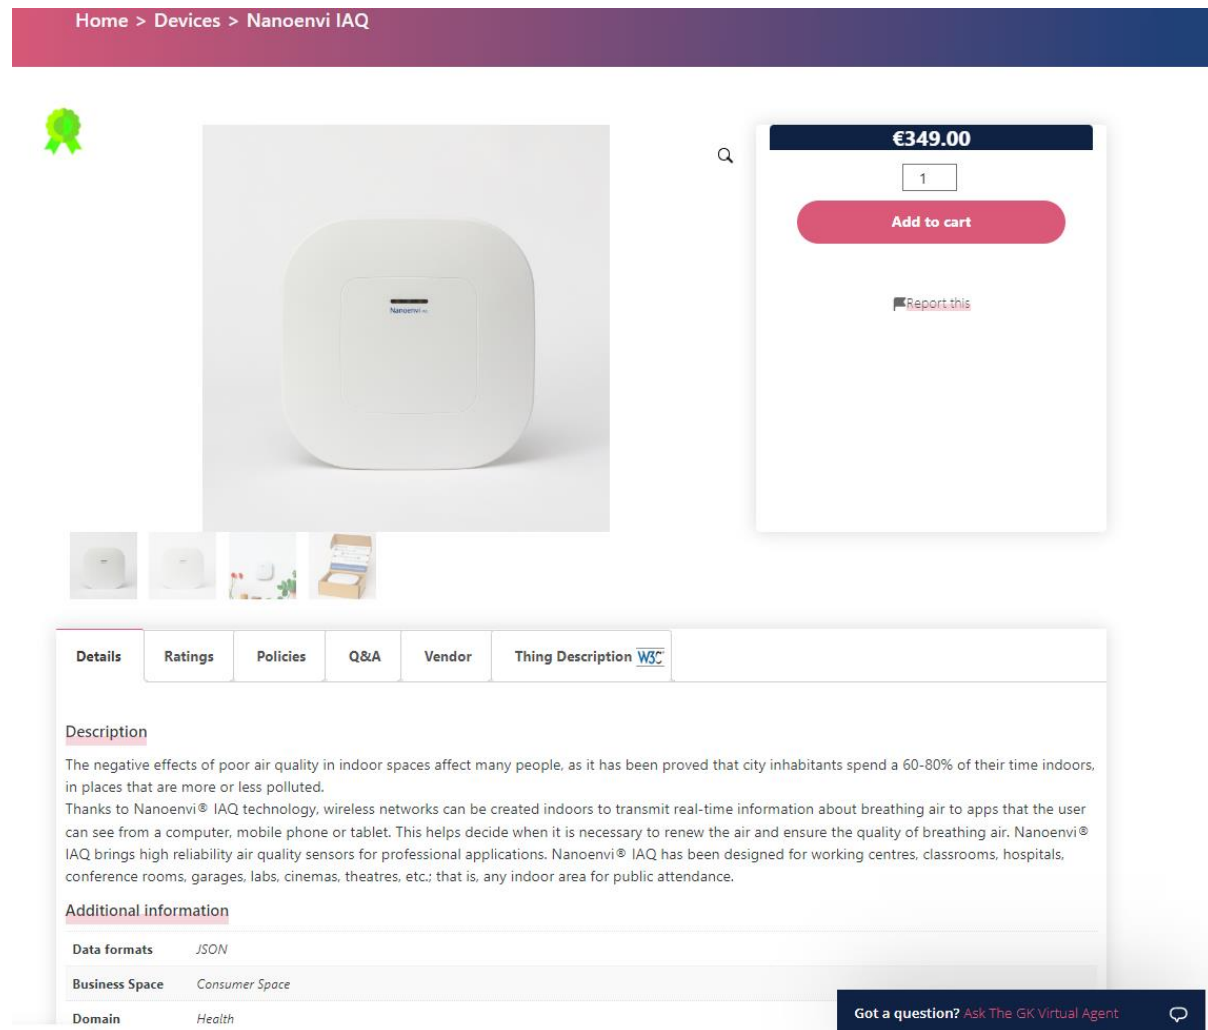 Home > Devices > Nanoenvi IAQ
€349.00
1
Add to cart
Report this
Nanoenvi
Details
Ratings
Policies
Q&A
Vendor
Thing Description W3C
Description
The negative effects of poor air quality in indoor spaces affect many people, as it has been proved that city inhabitants spend a 60-80% of their time indoors,
in places that are more or less polluted.
Thanks to Nanoenvi® IAQ technology, wireless networks can be created indoors to transmit real-time information about breathing air to apps that the user
can see from a computer, mobile phone or tablet. This helps decide when it is necessary to renew the air and ensure the quality of breathing air. Nanoenvi®
IAQ brings high reliability air quality sensors for professional applications. Nanoenvi® IAQ has been designed for working centres, classrooms, hospitals,
conference rooms, garages, labs, cinemas, theatres, etc.; that is, any indoor area for public attendance.
Additional information
Data formats JSON
Business Space Consumer Space
Domain Health
Got a question? Ask The GK Virtual Agent